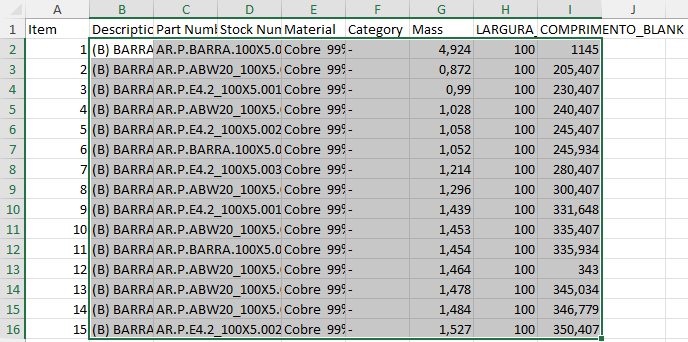 A B C D E F G H I J
1 Item Descriptic Part Numl Stock Nun Material Category Mass LARGURA_ COMPRIMENTO_BLANK
2 1 (B) BARRA AR.P.BARRA.100X5.0 Cobre 99% - 4,924 100 1145
3 2 (B) BARRA AR.P.ABW20_100X5. Cobre 99% - 0,872 100 205,407
4 3 (B) BARRA AR.P.E4.2_100X5.001 Cobre 99% - 0,99 100 230,407
5 4 (B) BARRA AR.P.ABW20_100X5. Cobre 99% - 1,028 100 240,407
6 5 (B) BARRA AR.P.E4.2_100X5.002 Cobre 99% - 1,058 100 245,407
7 6 (B) BARRA AR.P.BARRA.100X5.0 Cobre 99% - 1,052 100 245,934
8 7 (B) BARRA AR.P.E4.2_100X5.003 Cobre 99% - 1,214 100 280,407
9 8 (B) BARRA AR.P.ABW20_100X5. Cobre 99% - 1,296 100 300,407
10 9 (B) BARRA AR.P.E4.2_100X5.001 Cobre 99% - 1,439 100 331,648
11 10 (B) BARRA AR.P.ABW20_100X5. Cobre 99% - 1,453 100 335,407
12 11 (B) BARRA AR.P.BARRA.100X5.0 Cobre 99% - 1,454 100 335,934
13 12 (B) BARRA AR.P.ABW20_100X5. Cobre 99% - 1,464 100 343
14 13 (B) BARRA AR.P.ABW20_100X5. Cobre 99% - 1,478 100 345,034
15 14 (B) BARRA AR.P.ABW20_100X5. Cobre 99% - 1,484 100 346,779
16 15 (B) BARRA AR.P.E4.2_100X5.002 Cobre 99% - 1,527 100 350,407